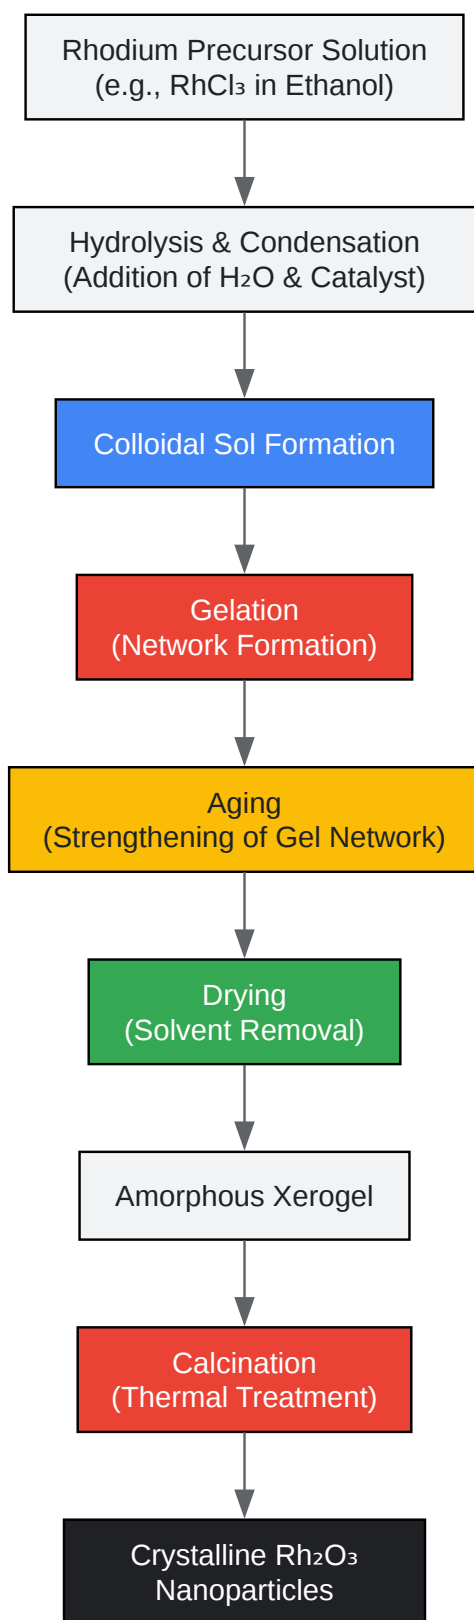 Rhodium Precursor Solution
(e.g., RhCl₃ in Ethanol)
Hydrolysis & Condensation
(Addition of H₂O & Catalyst)
Colloidal Sol Formation
Gelation
(Network Formation)
Aging
(Strengthening of Gel Network)
Drying
(Solvent Removal)
Amorphous Xerogel
Calcination
(Thermal Treatment)
Crystalline Rh₂O₃
Nanoparticles